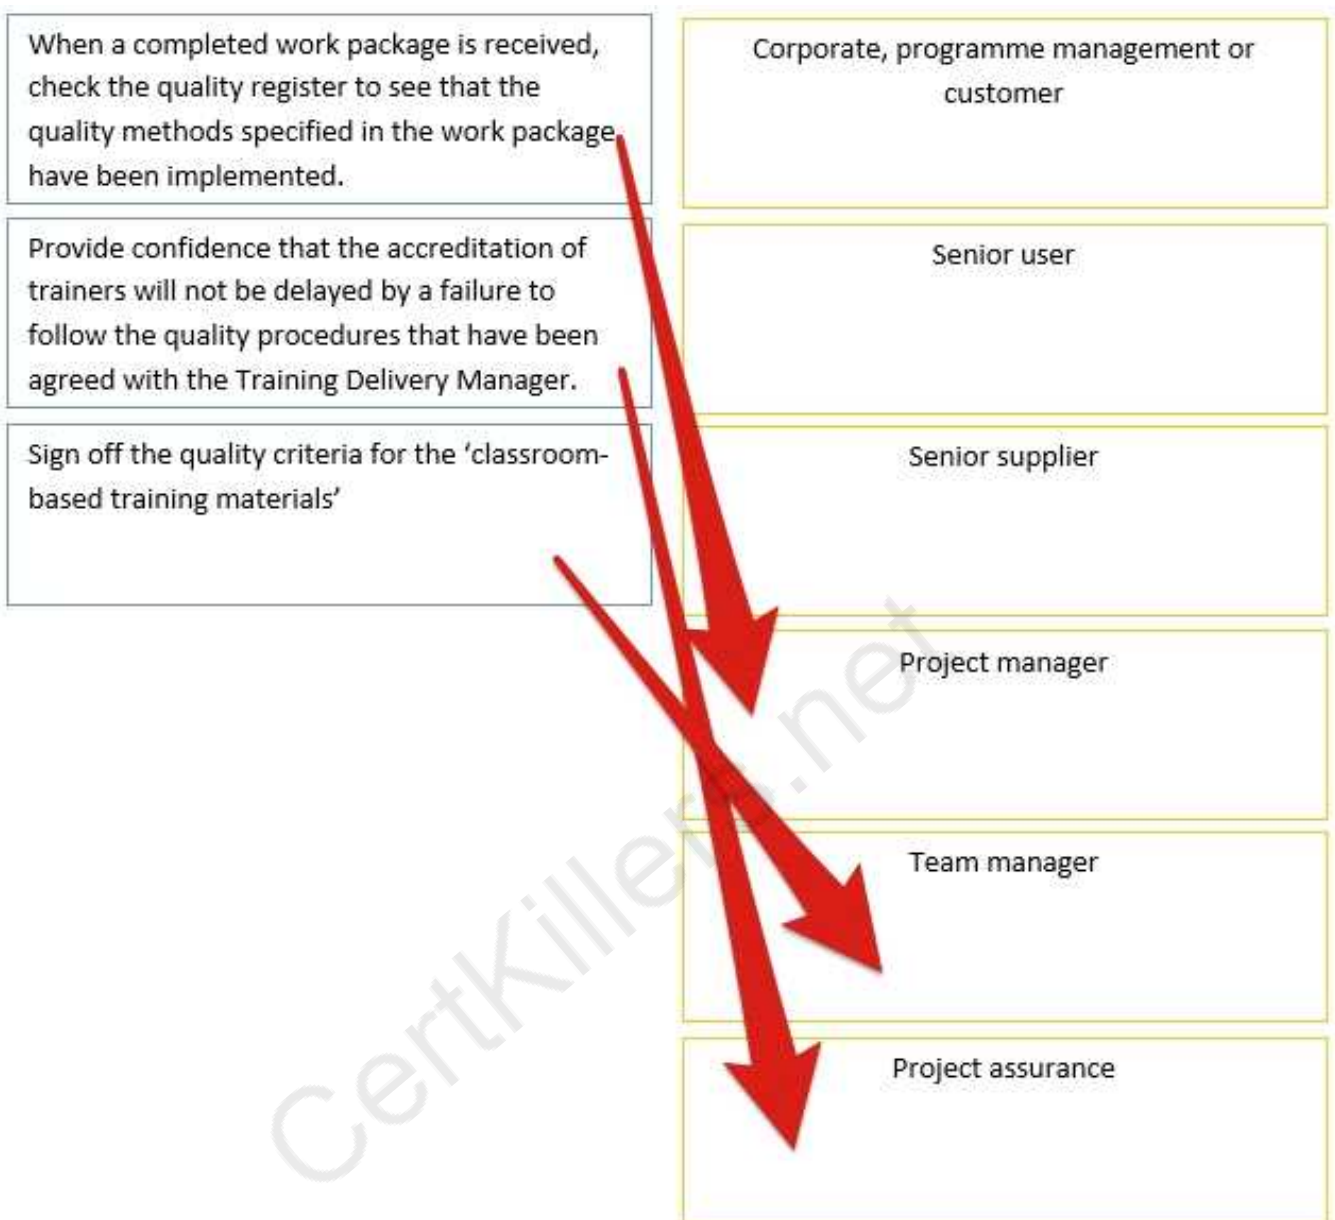 When a completed work package is received,
check the quality register to see that the
quality methods specified in the work package
have been implemented.
Provide confidence that the accreditation of
trainers will not be delayed by a failure to
follow the quality procedures that have been
agreed with the Training Delivery Manager.
Sign off the quality criteria for the ‘classroom-
based training materials’
Corporate, programme management or
customer
Senior user
Senior supplier
Project manager
Team manager
Project assurance
CertKillers.net